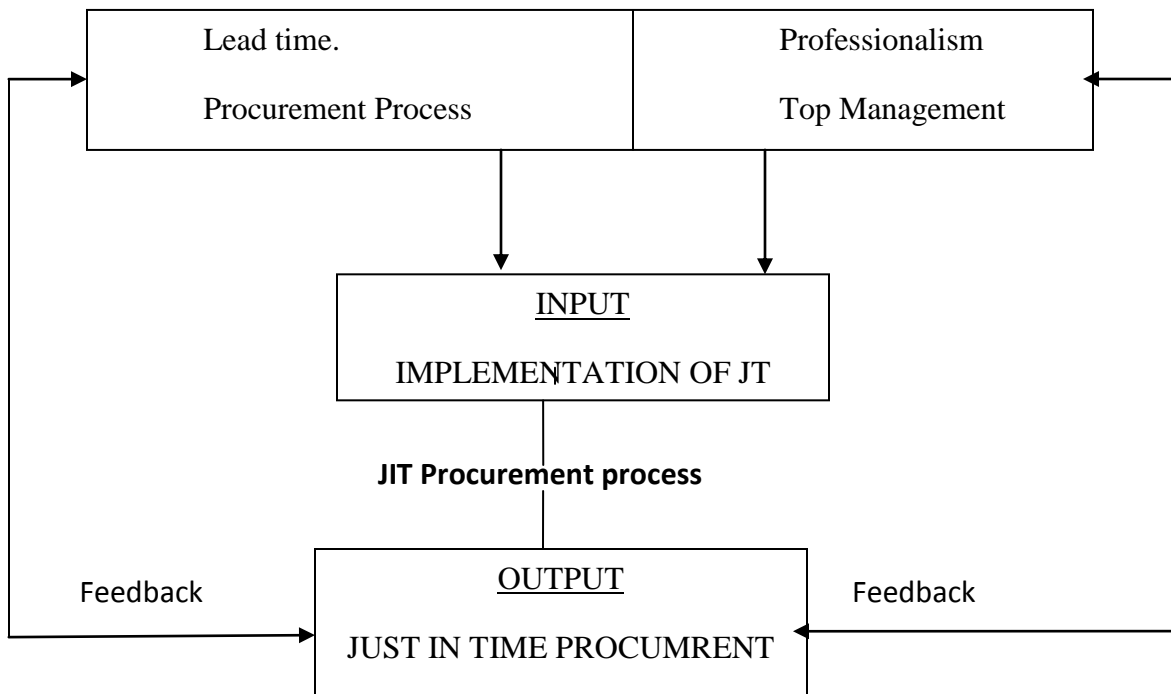 Lead time.
Professionalism
Procurement Process
Top Management
INPUT
IMPLEMENTATION OF JT
JIT Procurement process
OUTPUT
Feedback
Feedback
JUST IN TIME PROCUMRENT